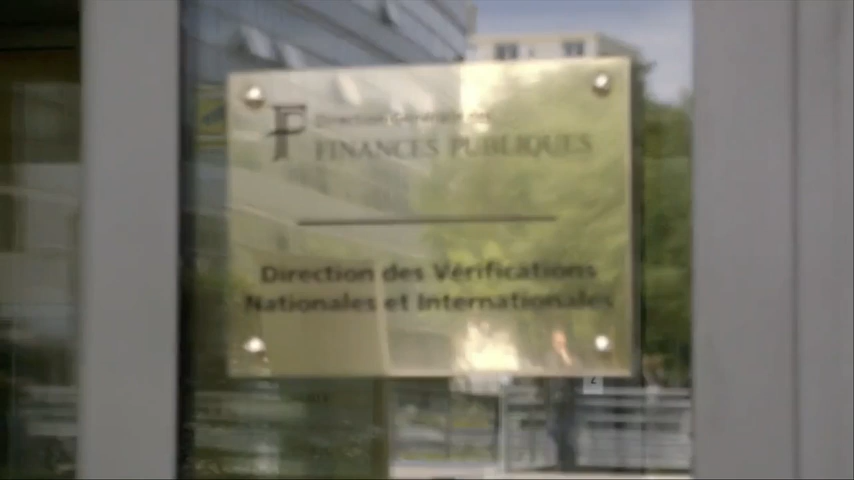 Direction Générale des
FINANCES PUBLIQUES
Direction des Vérifications
Nationales et Internationales